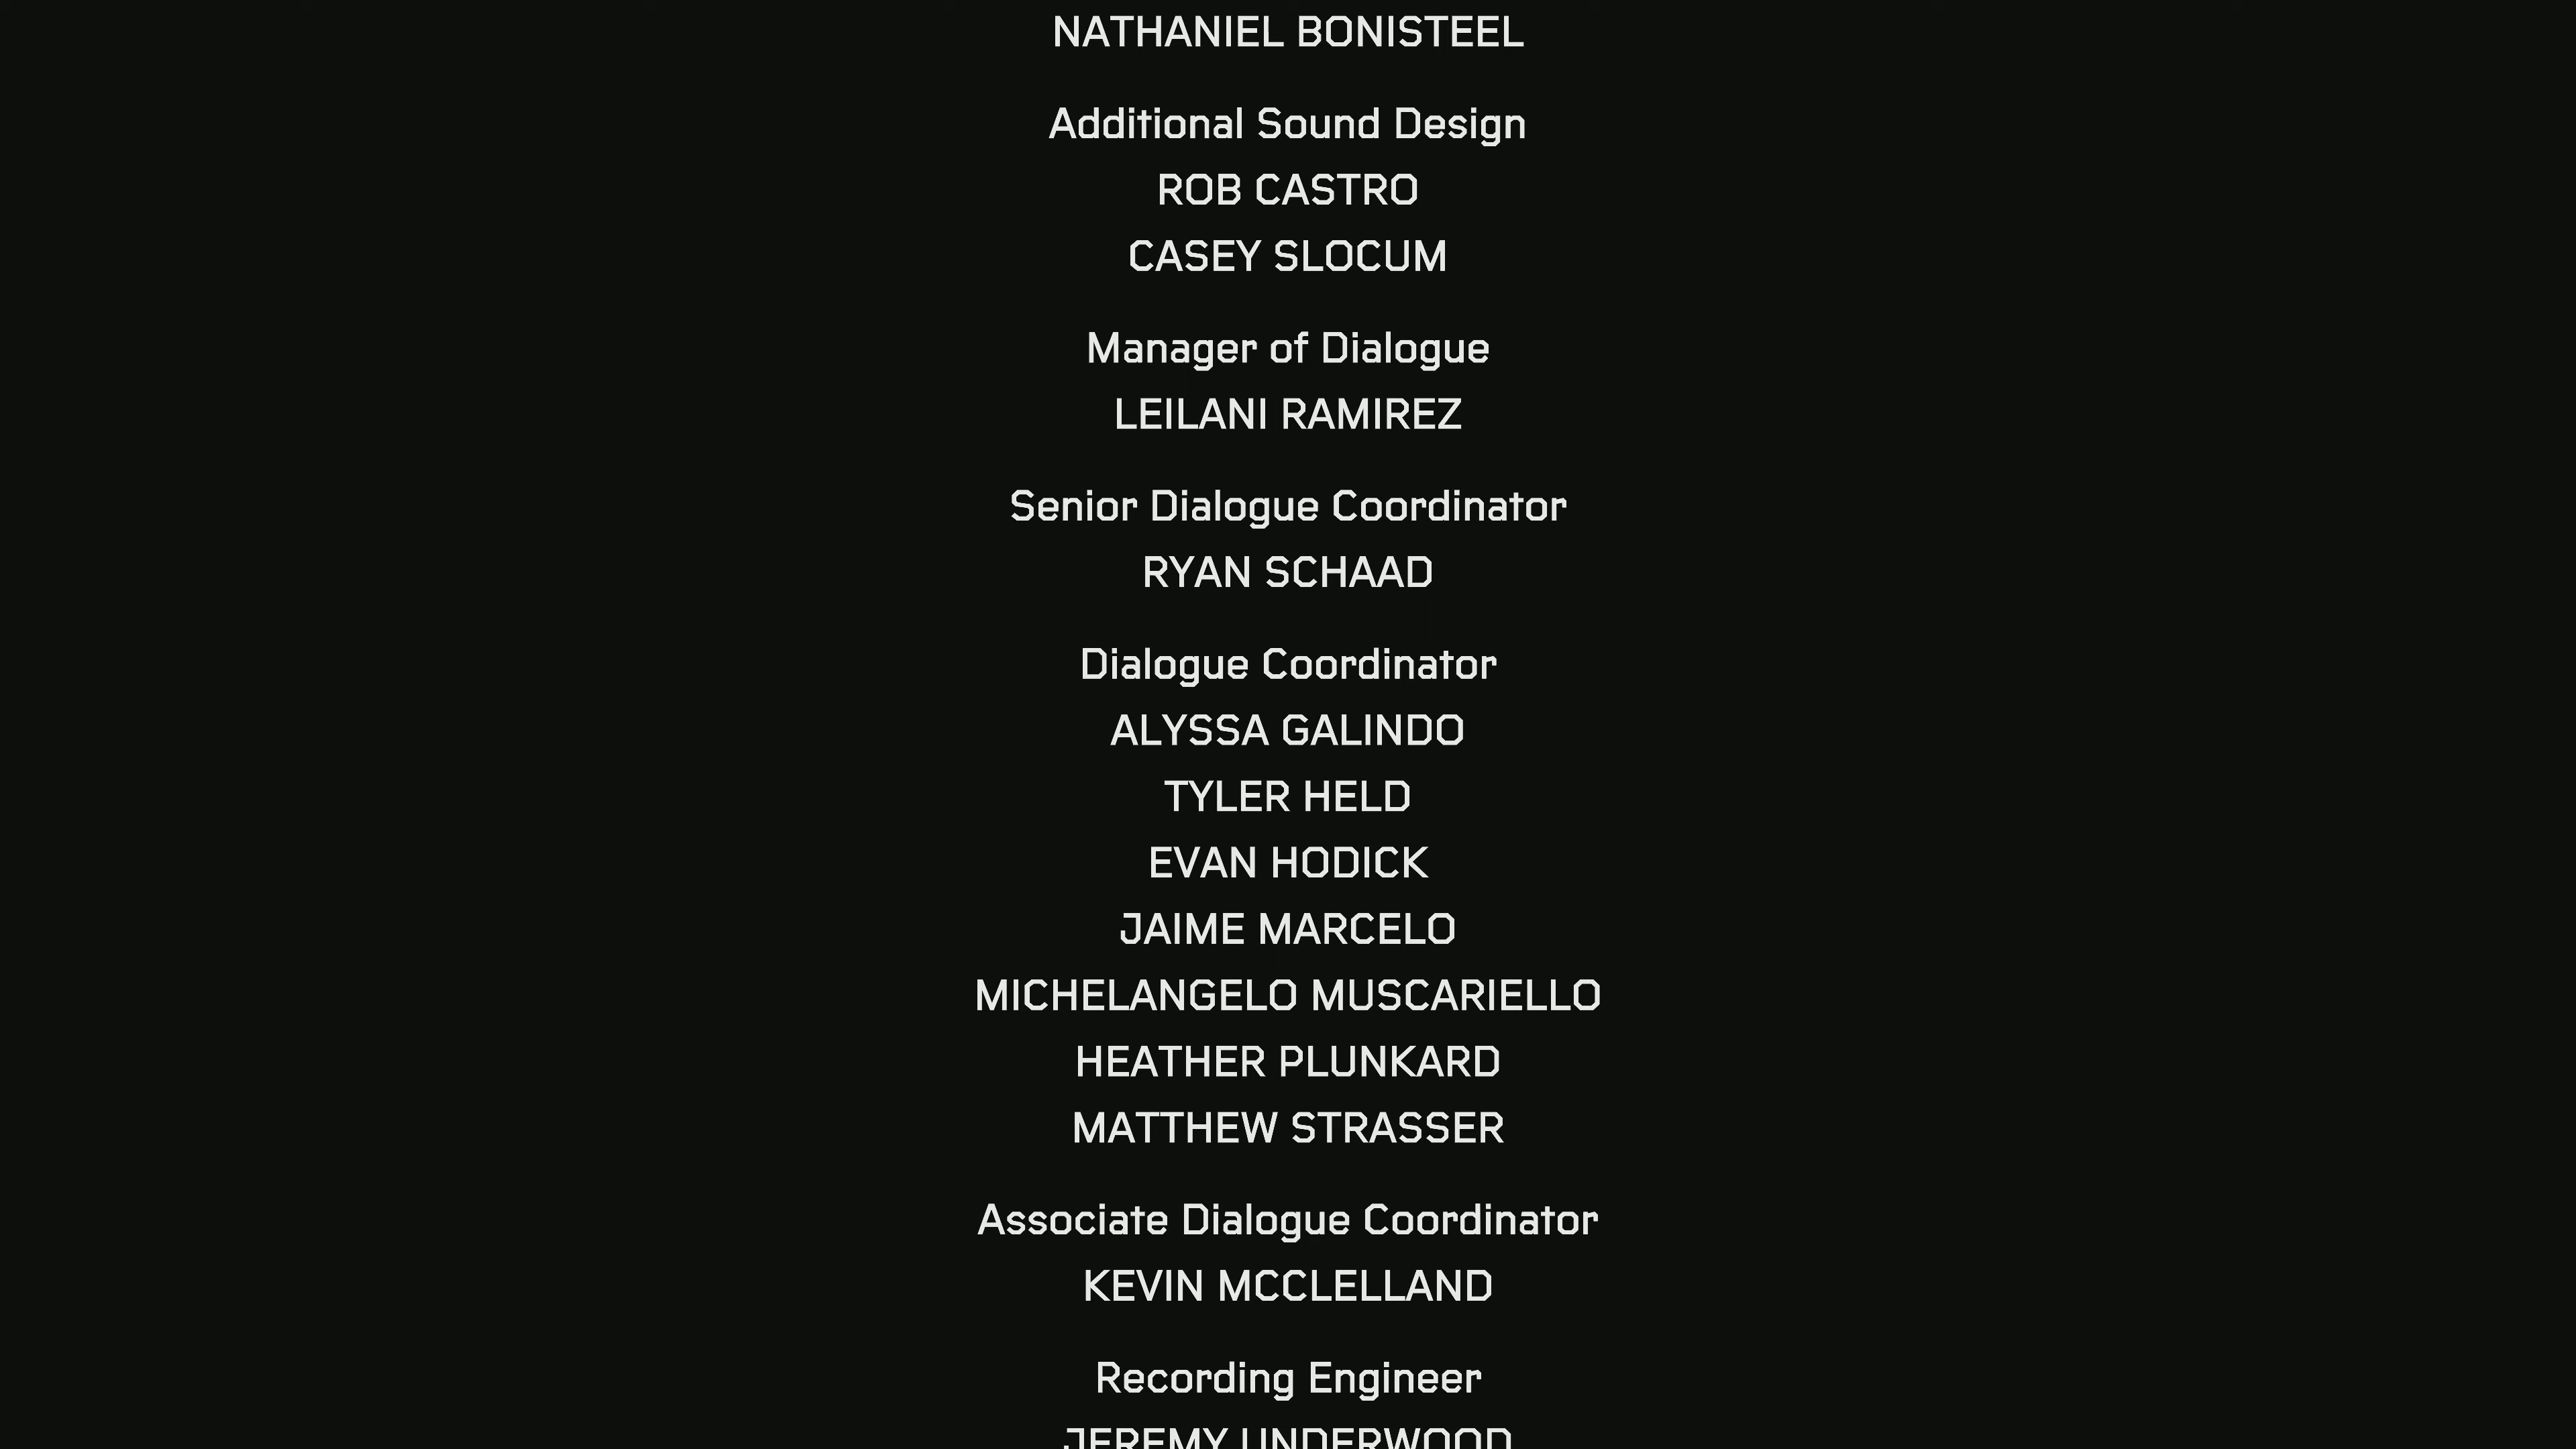 NATHANIEL BONISTEEL
Additional Sound Design
ROB CASTRO
CASEY SLOCUM
Manager of Dialogue
LEILANI RAMIREZ
Senior Dialogue Coordinator
RYAN SCHAAD
Dialogue Coordinator
ALYSSA GALINDO
TYLER HELD
EVAN HODICK
JAIME MARCELO
MICHELANGELO MUSCARIELLO
HEATHER PLUNKARD
MATTHEW STRASSER
Associate Dialogue Coordinator
KEVIN MCCLELLAND
Recording Engineer
JEREMY UNDERWOOD